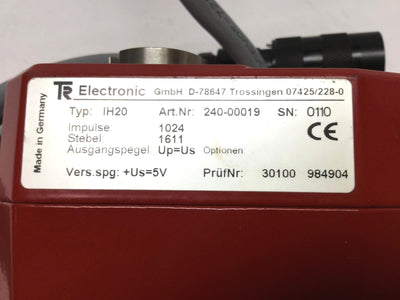 TR Electronic GmbH D-78647 Trossingen 07425/228-0
Made in Germany
Typ: IH20 Art.Nr: 240-00019 SN: 0110
Impulse: 1024
Stebel: 1611
Ausgangspegel: Up=Us Optionen:
CE
Vers.spg: +Us=5V PrüfNr: 30100 984904